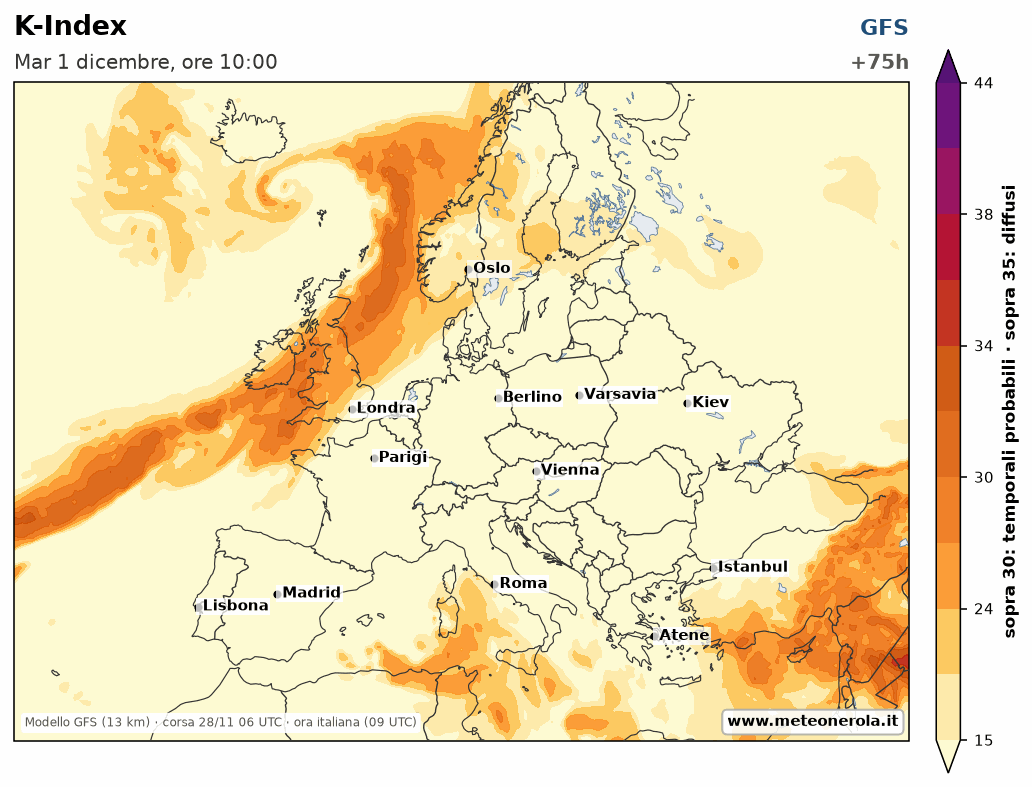 K-Index
GFS
Mar 1 dicembre, ore 10:00
+75h
44
38
34
30
24
15
sopra 30: temporali probabili · sopra 35: diffusi
Oslo
Londra
Berlino
Varsavia
Kiev
Parigi
Vienna
Istanbul
Roma
Madrid
Lisbona
Atene
Modello GFS (13 km) · corsa 28/11 06 UTC · ora italiana (09 UTC)
www.meteonerola.it